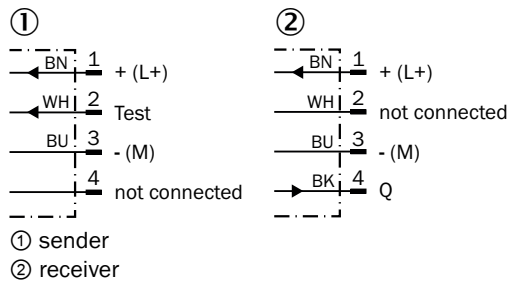 ① ②
BN 1 + (L+)
WH 2 Test
BU 3 - (M)
4 not connected
BN 1 + (L+)
WH 2 not connected
BU 3 - (M)
BK 4 Q
① sender
② receiver